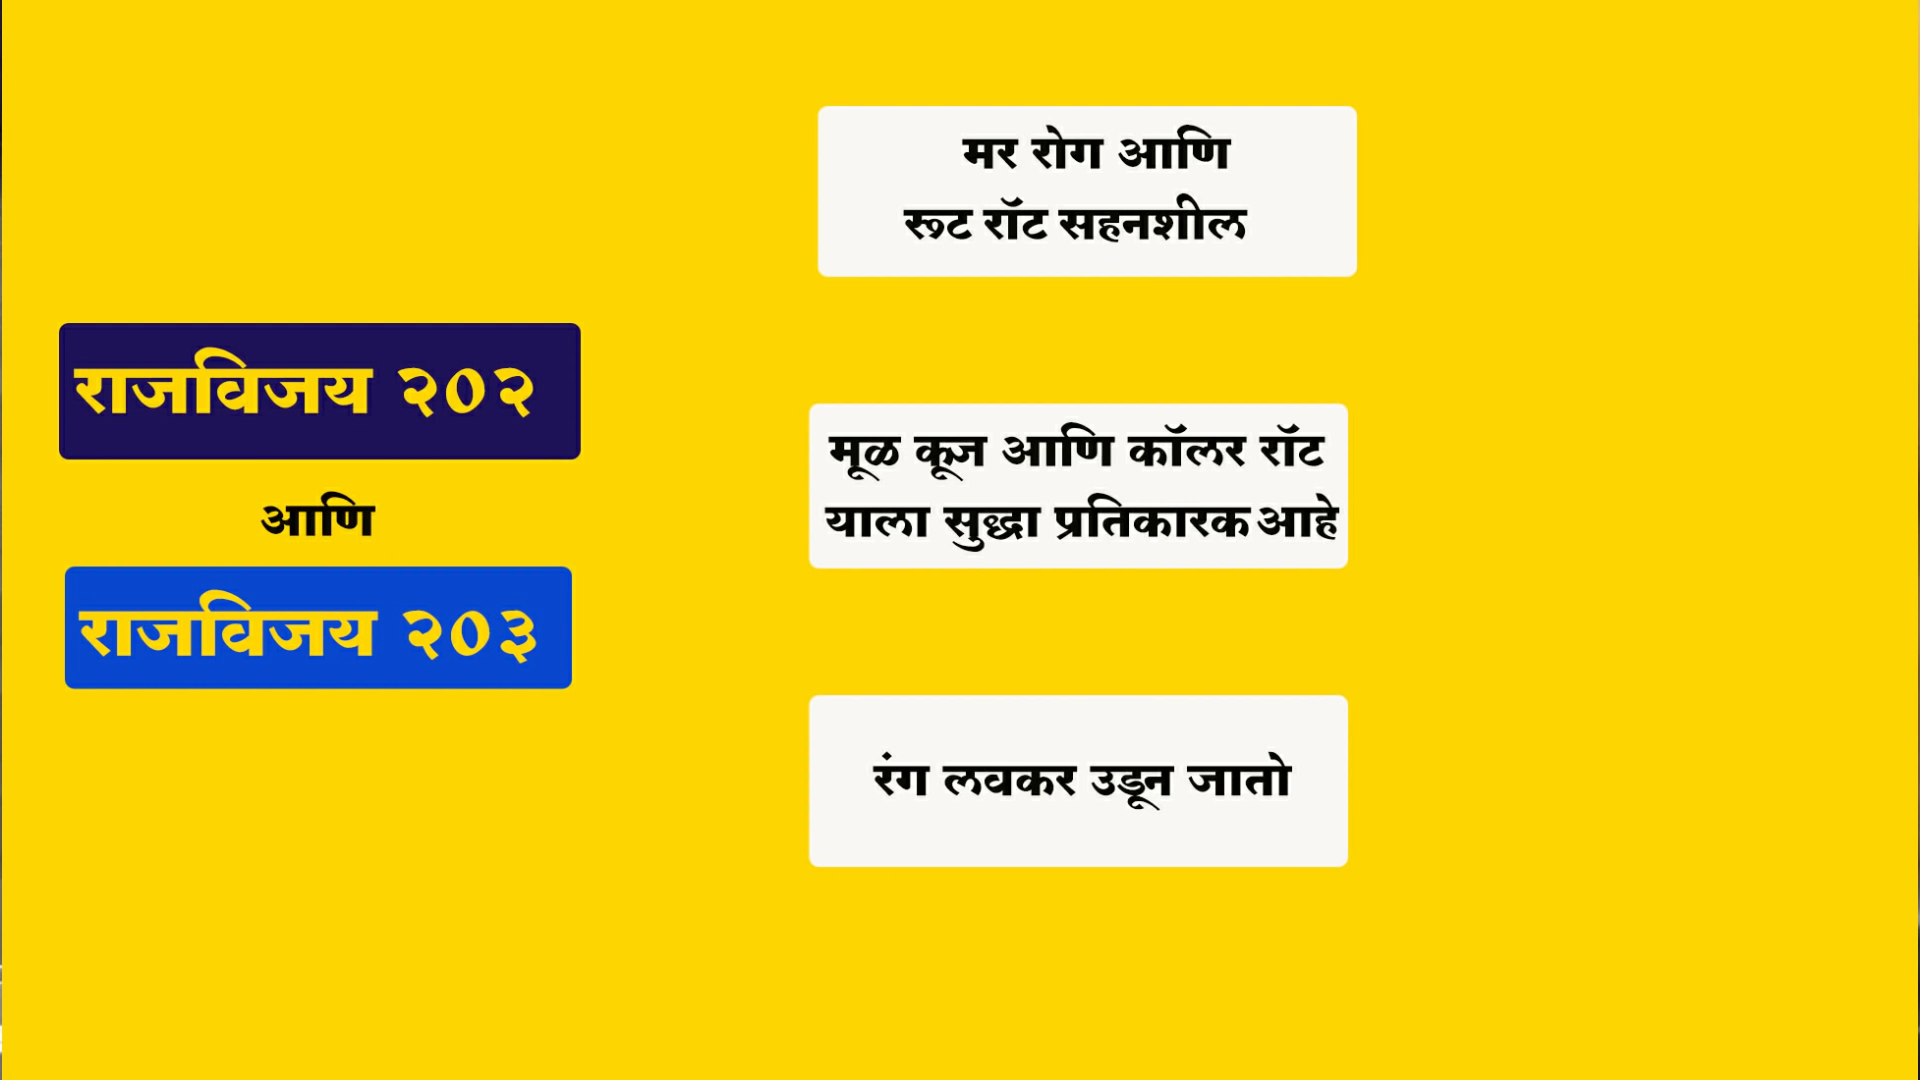 राजविजय २०२
आणि
राजविजय २०३
मर रोग आणि
रूट रॉट सहनशील
मूळ कूज आणि कॉलर रॉट
याला सुद्धा प्रतिकारक आहे
रंग लवकर उडून जातो